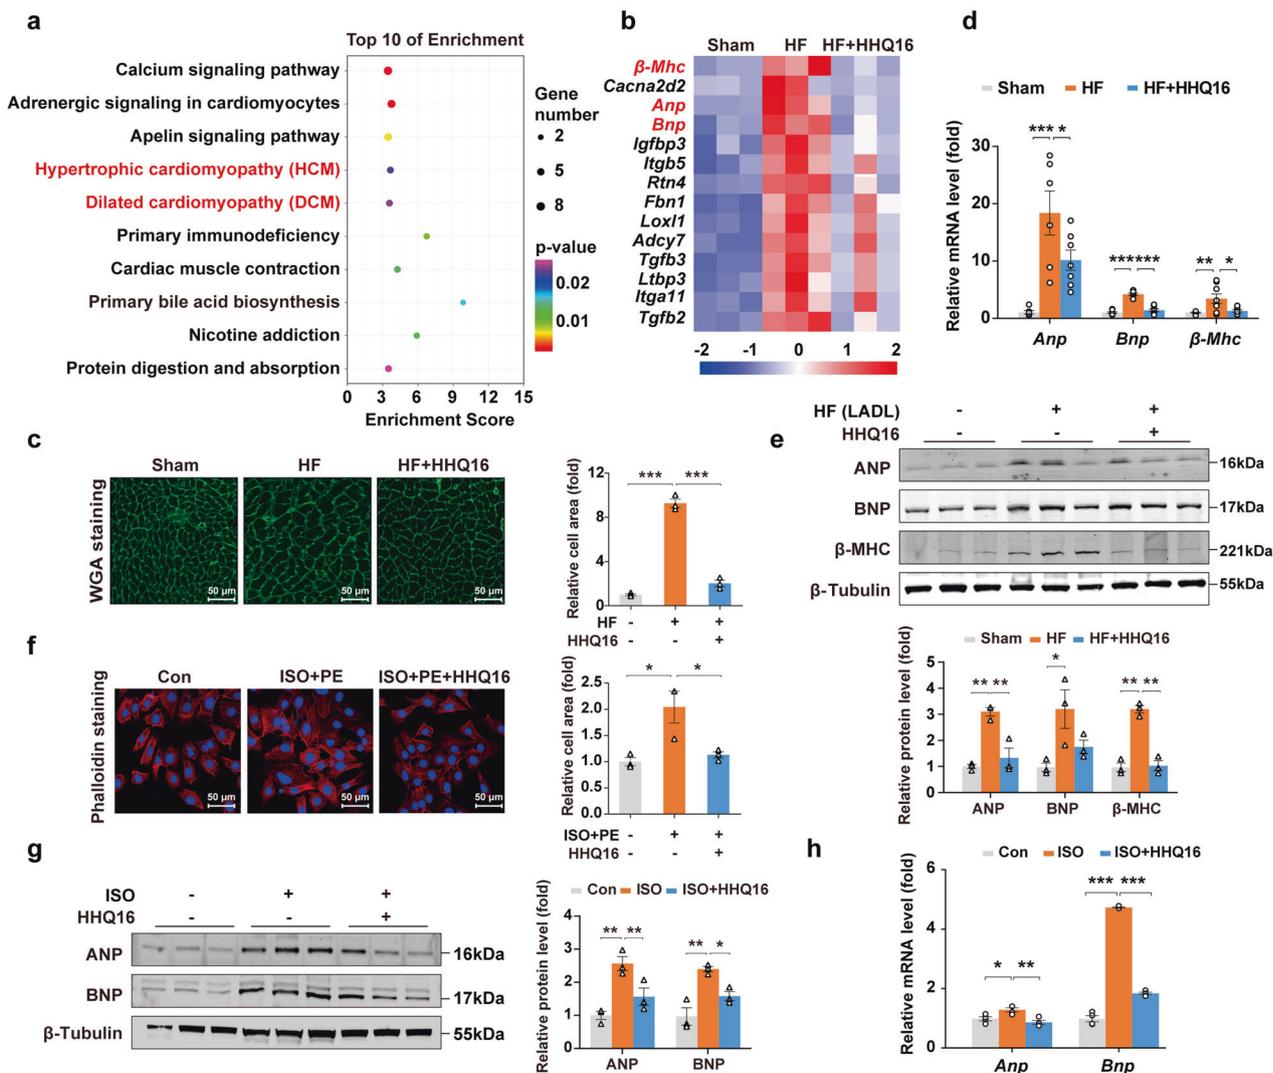 a
Top 10 of Enrichment
Calcium signaling pathway
Adrenergic signaling in cardiomyocytes
Apelin signaling pathway
Hypertrophic cardiomyopathy (HCM)
Dilated cardiomyopathy (DCM)
Primary immunodeficiency
Cardiac muscle contraction
Primary bile acid biosynthesis
Nicotine addiction
Protein digestion and absorption
0 3 6 9 12 15
Enrichment Score
Gene number
2
5
8
p-value
0.02
0.01
b
Sham HF HF+HHQ16
β-Mhc
Cacna2d2
Anp
Bnp
Igfbp3
Itgb5
Rtn4
Fbn1
Loxl1
Adcy7
Tgfb3
Ltbp3
Itga11
Tgfb2
-2 -1 0 1 2
d
Sham HF HF+HHQ16
Relative mRNA level (fold)
30
20
10
0
*** *
*** ***
** *
Anp Bnp β-Mhc
c
Sham HF HF+HHQ16
WGA staining
50 µm 50 µm 50 µm
Relative cell area (fold)
12
8
4
0
*** ***
HF - + +
HHQ16 - - +
e
HF (LADL) - + +
HHQ16 - - +
ANP 16kDa
BNP 17kDa
β-MHC 221kDa
β-Tubulin 55kDa
Sham HF HF+HHQ16
Relative protein level (fold)
5
4
3
2
1
0
** **
*
** **
ANP BNP β-MHC
f
Con ISO+PE ISO+PE+HHQ16
Phalloidin staining
50 µm 50 µm 50 µm
Relative cell area (fold)
2.5
2.0
1.5
1.0
0.5
0.0
* *
ISO+PE - + +
HHQ16 - - +
g
ISO - + +
HHQ16 - - +
ANP 16kDa
BNP 17kDa
β-Tubulin 55kDa
Con ISO ISO+HHQ16
Relative protein level (fold)
4
3
2
1
0
** **
** *
ANP BNP
h
Con ISO ISO+HHQ16
Relative mRNA level (fold)
6
4
2
0
* **
*** ***
Anp Bnp